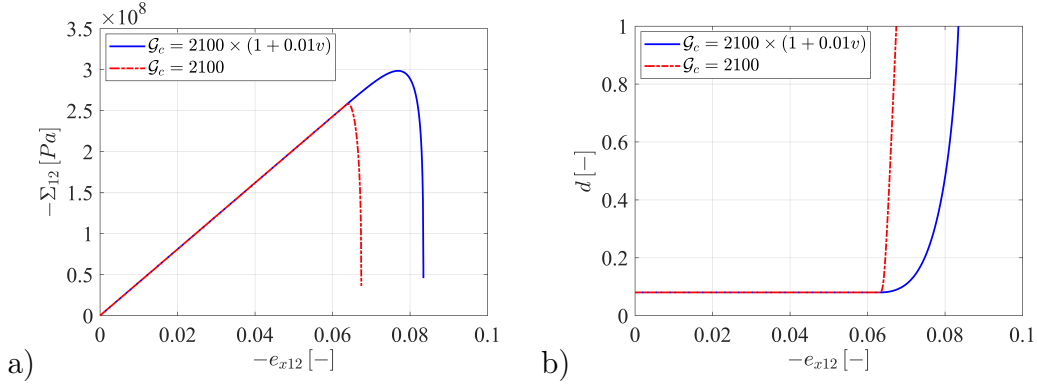 ×10⁸
3.5
3
2.5
2
1.5
1
0.5
0
0 0.02 0.04 0.06 0.08 0.1
−Σ₁₂ [Pa]
−eₓ₁₂ [−]
𝒢c = 2100 × (1 + 0.01v)
𝒢c = 2100
a)
1
0.8
0.6
0.4
0.2
0
0 0.02 0.04 0.06 0.08 0.1
d [−]
−eₓ₁₂ [−]
𝒢c = 2100 × (1 + 0.01v)
𝒢c = 2100
b)